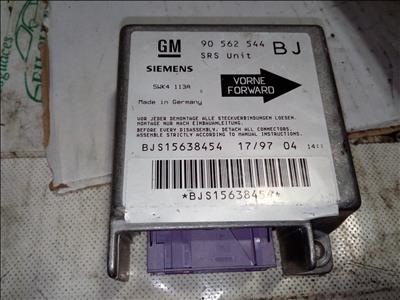 GM
90 562 544 BJ
SRS Unit
SIEMENS
5WK4 113A
VORNE
FORWARD
Made in Germany
VOR JEDER DEMONTAGE ALLE STECKVERBINDUNGEN LOESEN.
MONTAGE NUR NACH EINBAUANLEITUNG.
BEFORE EVERY DISASSEMBLY, DETACH ALL CONNECTORS.
ASSEMBLE STRICTLY ACCORDING TO MANUAL INSTRUCTIONS.
BJS15638454 17/97 04
*BJS15638454*